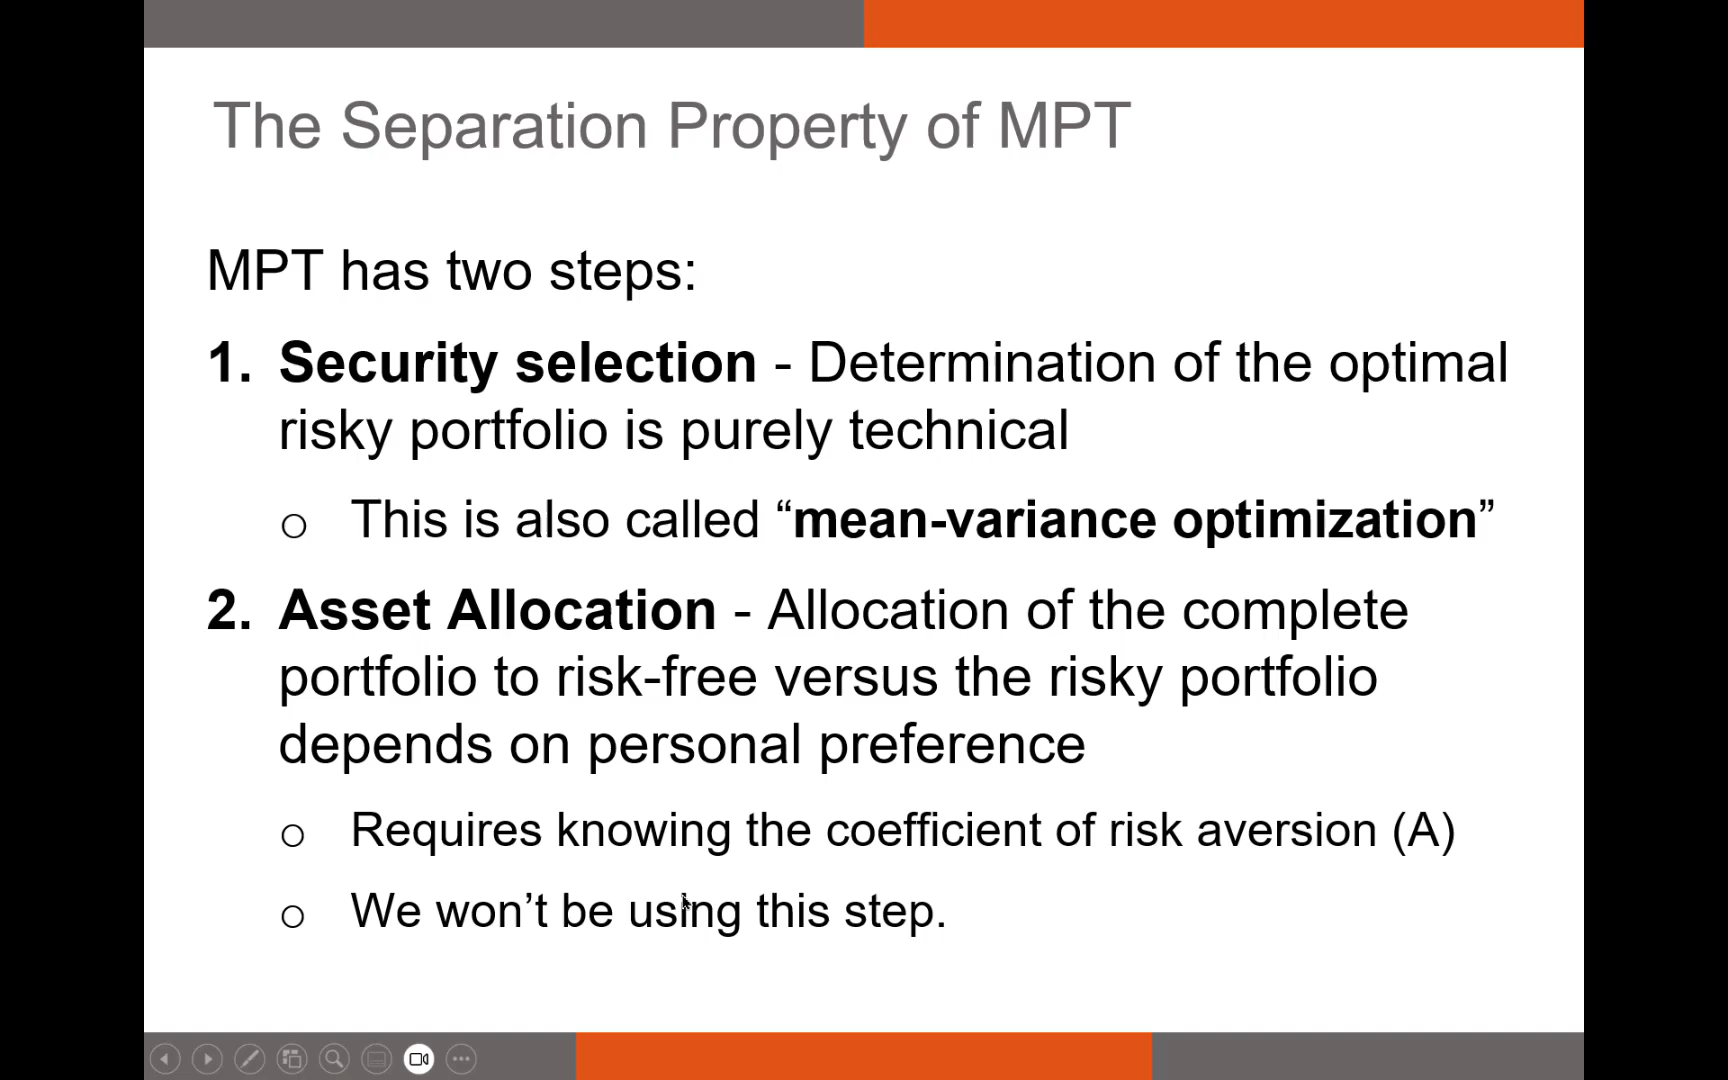 The Separation Property of MPT
MPT has two steps:
1. Security selection - Determination of the optimal
risky portfolio is purely technical
o This is also called “mean-variance optimization”
2. Asset Allocation - Allocation of the complete
portfolio to risk-free versus the risky portfolio
depends on personal preference
o Requires knowing the coefficient of risk aversion (A)
o We won’t be using this step.